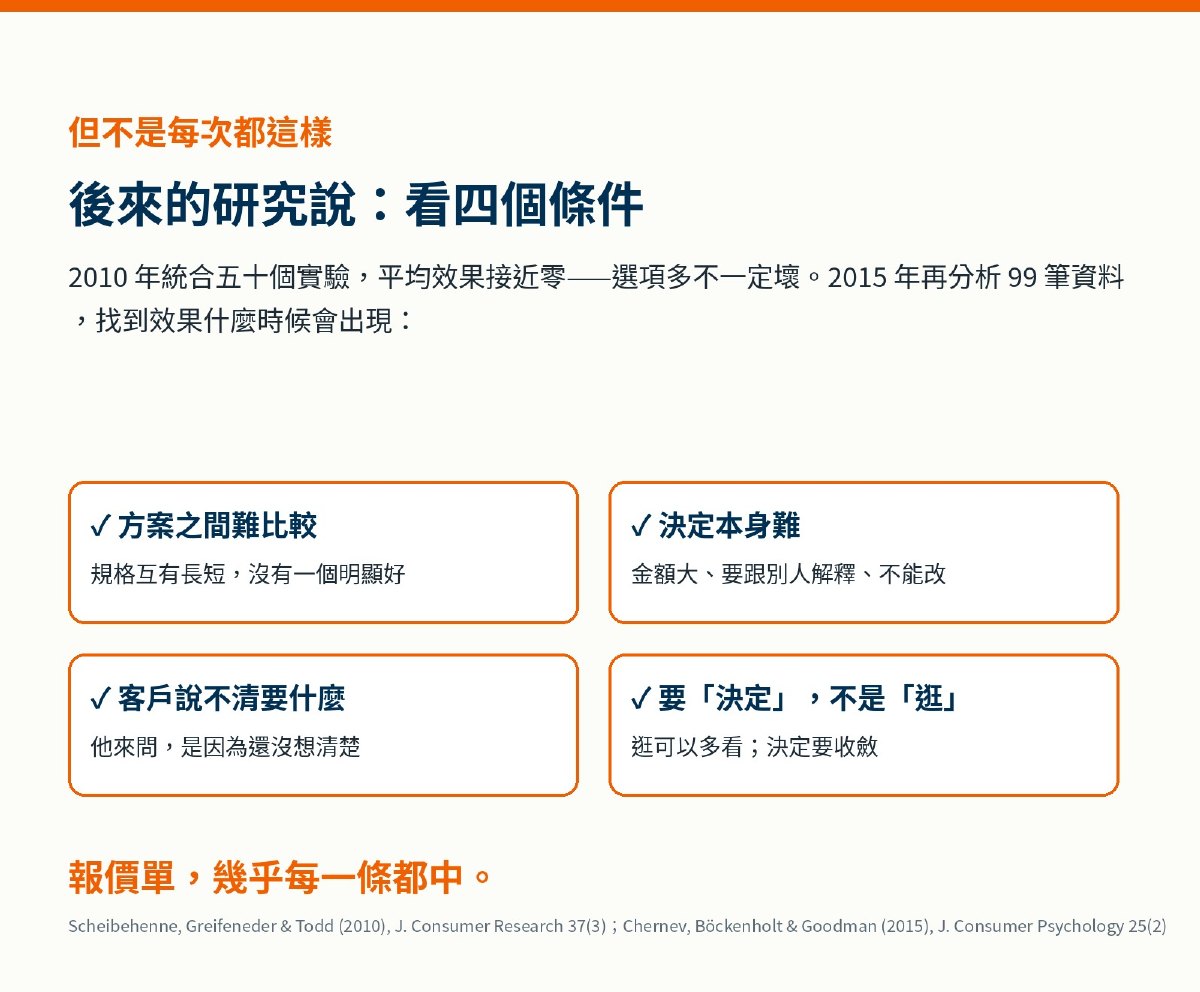 但不是每次都這樣
後來的研究說：看四個條件
2010 年統合五十個實驗，平均效果接近零——選項多不一定壞。2015 年再分析 99 筆資料
，找到效果什麼時候會出現：
✓ 方案之間難比較
規格互有長短，沒有一個明顯好
✓ 決定本身難
金額大、要跟別人解釋、不能改
✓ 客戶說不清要什麼
他來問，是因為還沒想清楚
✓ 要「決定」，不是「逛」
逛可以多看；決定要收斂
報價單，幾乎每一條都中。
Scheibehenne, Greifeneder & Todd (2010), J. Consumer Research 37(3)；Chernev, Böckenholt & Goodman (2015), J. Consumer Psychology 25(2)